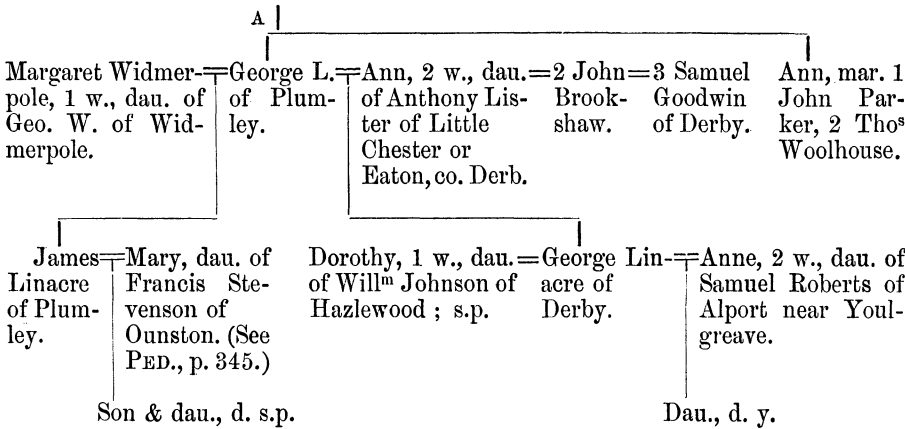 A
Margaret Widmer-
pole, 1 w., dau. of
Geo. W. of Wid-
merpole.
George L.
of Plum-
ley.
Ann, 2 w., dau.
of Anthony Lis-
ter of Little
Chester or
Eaton, co. Derb.
2 John
Brook-
shaw.
3 Samuel
Goodwin
of Derby.
Ann, mar. 1
John Par-
ker, 2 Thoˢ
Woolhouse.
James
Linacre
of Plum-
ley.
Mary, dau. of
Francis Ste-
venson of
Ounston. (See
PED., p. 345.)
Dorothy, 1 w., dau.
of Willᵐ Johnson of
Hazlewood ; s.p.
George Lin-
acre of
Derby.
Anne, 2 w., dau. of
Samuel Roberts of
Alport near Youl-
greave.
Son & dau., d. s.p.
Dau., d. y.